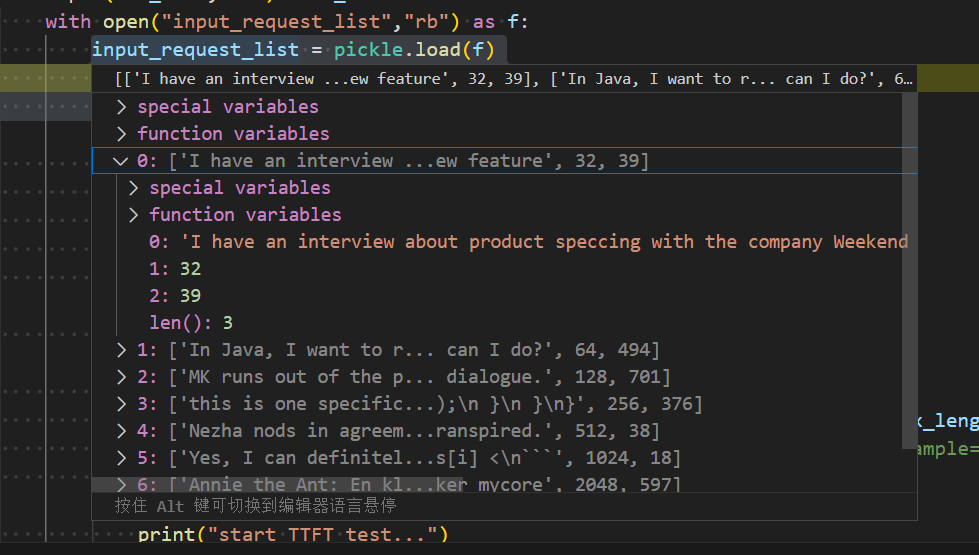 with open("input_request_list","rb") as f:
input_request_list = pickle.load(f)
[['I have an interview ...ew feature', 32, 39], ['In Java, I want to r... can I do?', 6…
special variables
function variables
0: ['I have an interview ...ew feature', 32, 39]
special variables
function variables
0: 'I have an interview about product speccing with the company Weekend
1: 32
2: 39
len(): 3
1: ['In Java, I want to r... can I do?', 64, 494]
2: ['MK runs out of the p... dialogue.', 128, 701]
3: ['this is one specific...);\n }\n }\n}', 256, 376]
4: ['Nezha nods in agreem...ranspired.', 512, 38]
x_leng
5: ['Yes, I can definitel...s[i] <\n```', 1024, 18]
ample=
6: ['Annie the Ant: En kl...ker mycore', 2048, 597]
按住 Alt 键可切换到编辑器语言悬停
print("start TTFT test...")